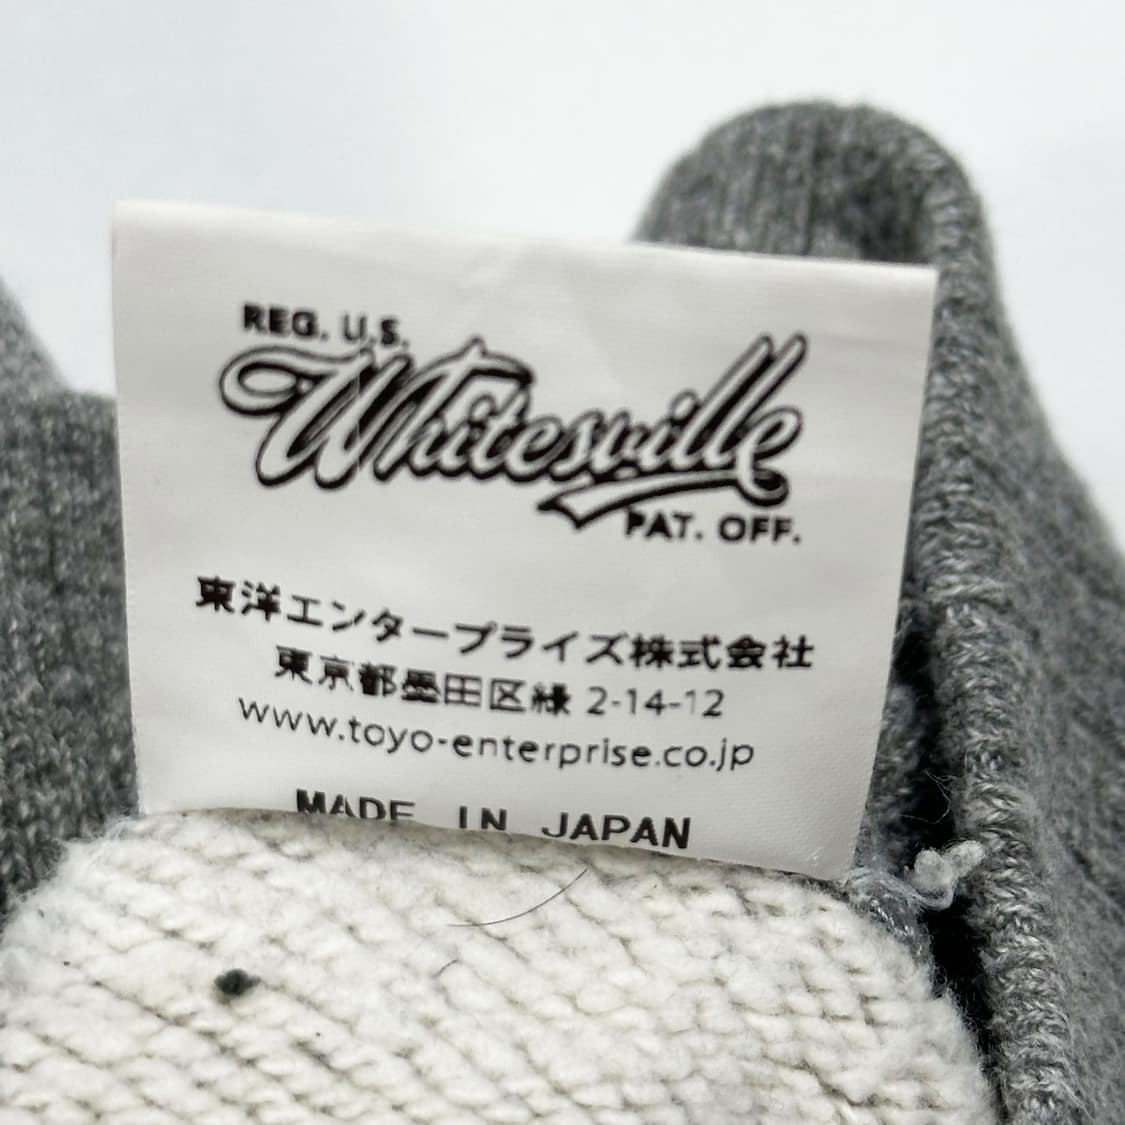 REG. U.S.
Whitesville
PAT. OFF.
東洋エンタープライズ株式会社
東京都墨田区緑 2-14-12
www.toyo-enterprise.co.jp
MADE IN JAPAN